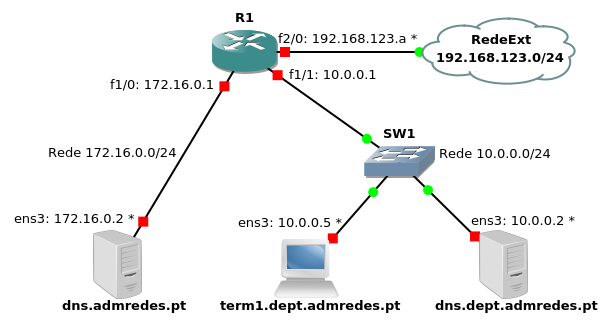 R1
f2/0: 192.168.123.a *
RedeExt
192.168.123.0/24
f1/0: 172.16.0.1
f1/1: 10.0.0.1
SW1
Rede 172.16.0.0/24
Rede 10.0.0.0/24
ens3: 172.16.0.2 *
ens3: 10.0.0.5 *
ens3: 10.0.0.2 *
dns.admredes.pt
term1.dept.admredes.pt
dns.dept.admredes.pt